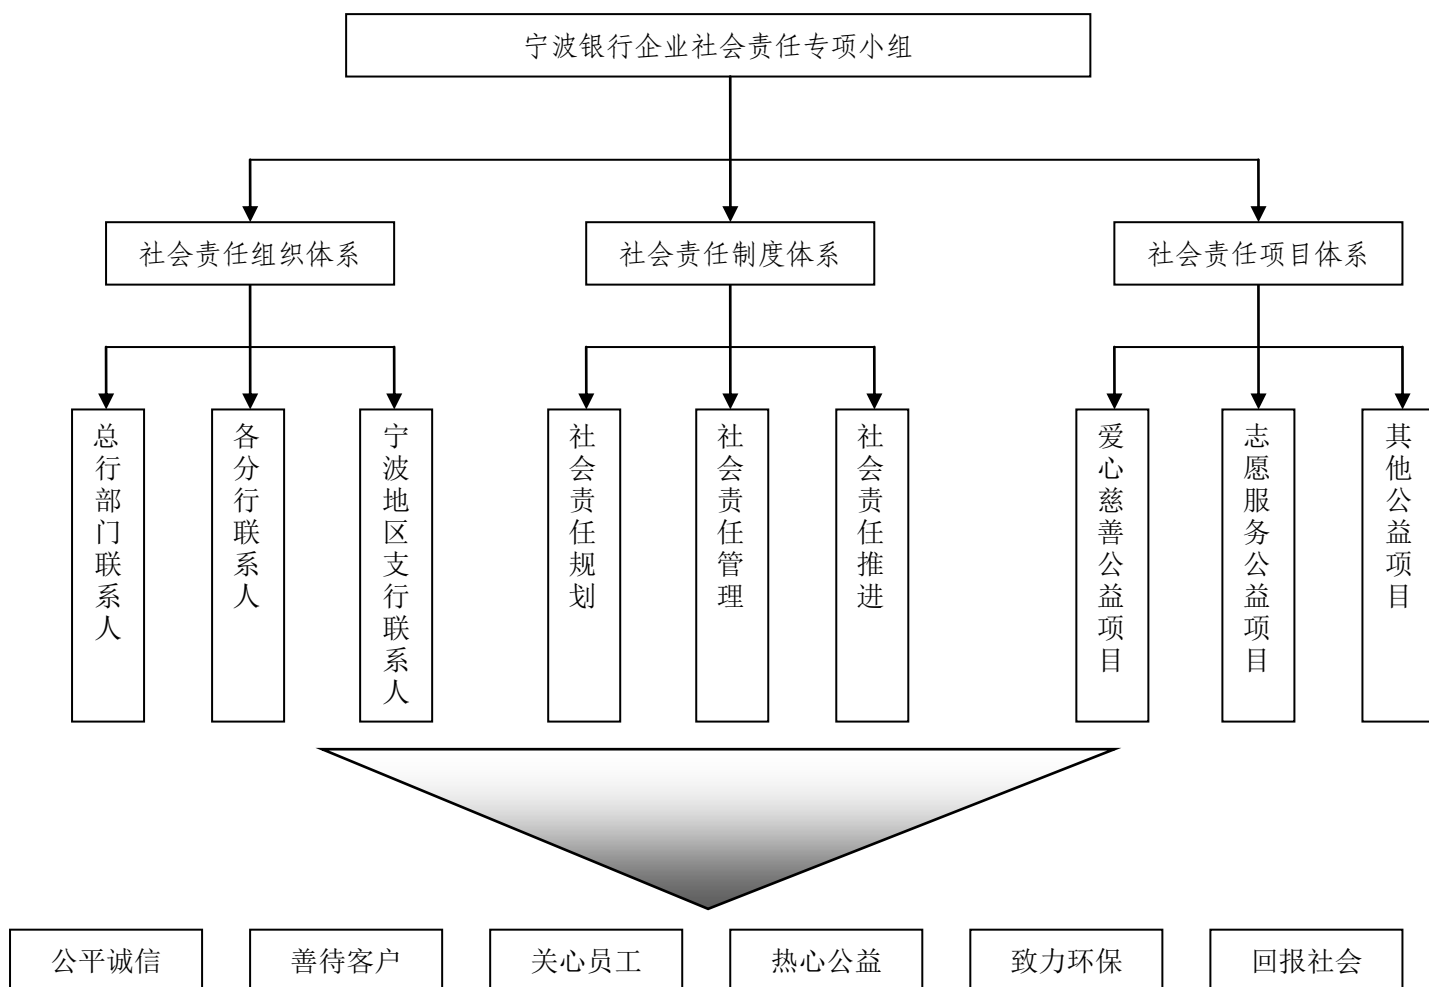 宁波银行企业社会责任专项小组
社会责任组织体系
社会责任制度体系
社会责任项目体系
总行部门联系人
各分行联系人
宁波地区支行联系人
社会责任规划
社会责任管理
社会责任推进
爱心慈善公益项目
志愿服务公益项目
其他公益项目
公平诚信
善待客户
关心员工
热心公益
致力环保
回报社会